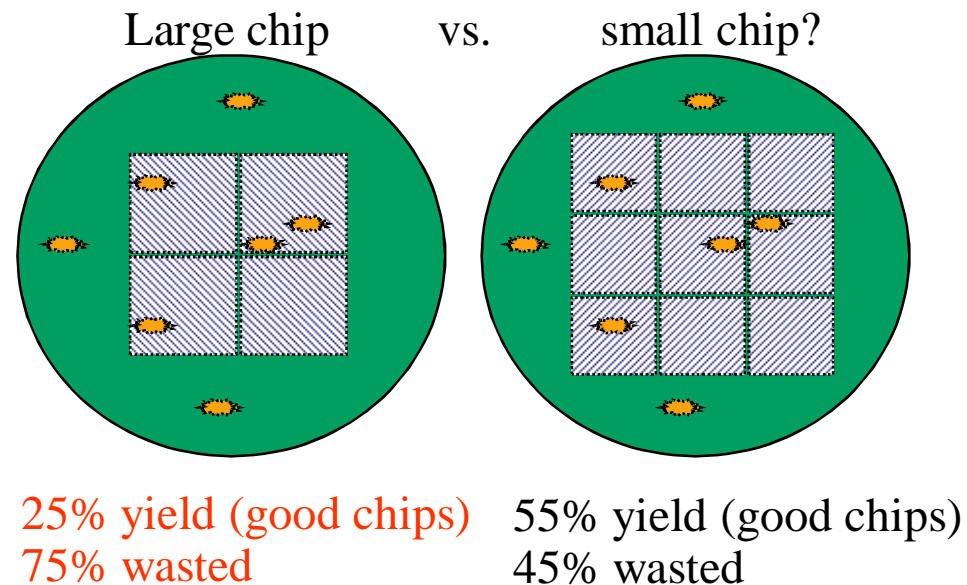 Large chip vs. small chip?
25% yield (good chips) 55% yield (good chips)
75% wasted 45% wasted